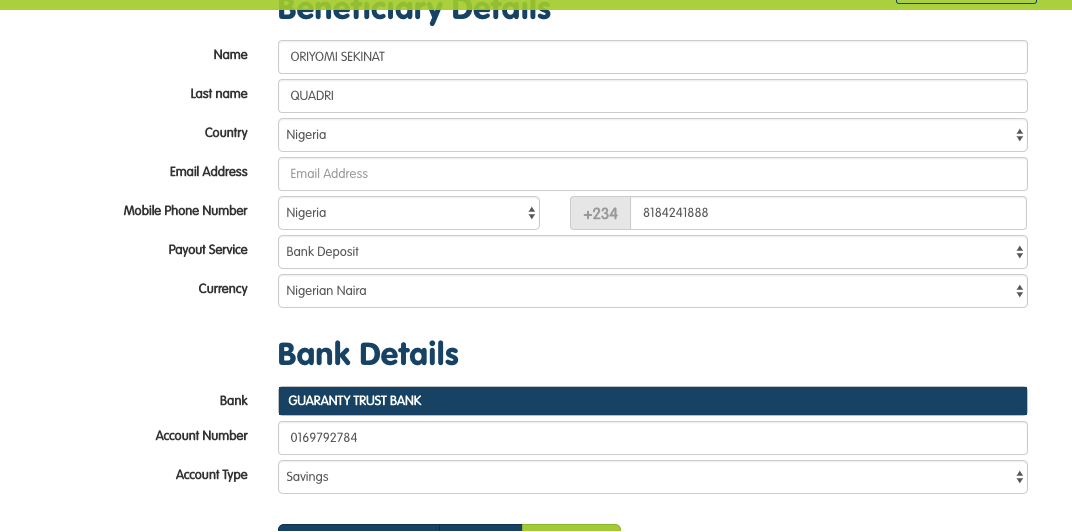 Beneficiary Details
Name ORIYOMI SEKINAT
Last name QUADRI
Country Nigeria
Email Address Email Address
Mobile Phone Number Nigeria +234 8184241888
Payout Service Bank Deposit
Currency Nigerian Naira
Bank Details
Bank GUARANTY TRUST BANK
Account Number 0169792784
Account Type Savings